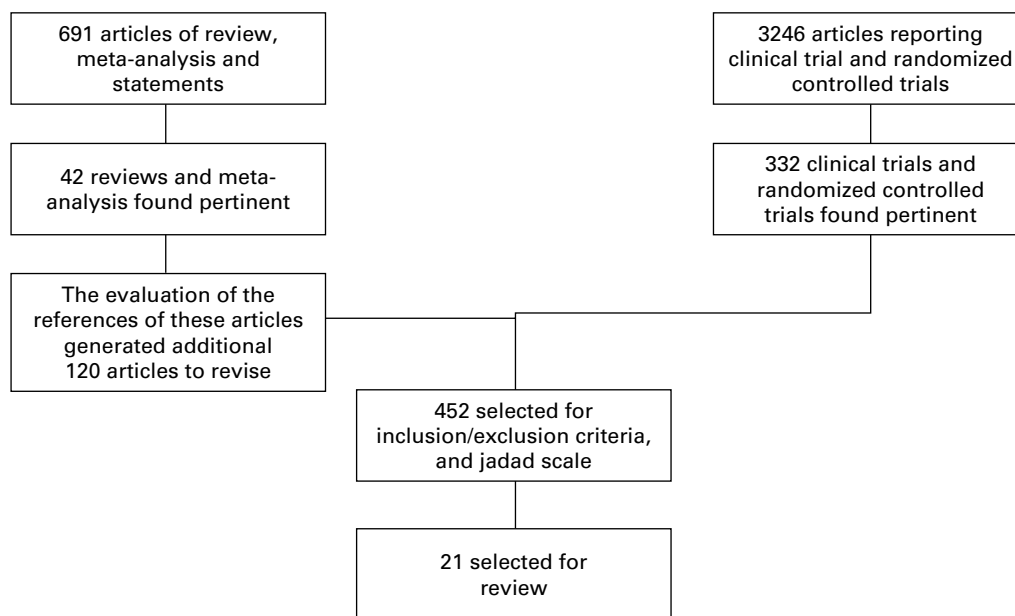 691 articles of review,
meta-analysis and
statements
3246 articles reporting
clinical trial and randomized
controlled trials
42 reviews and meta-
analysis found pertinent
332 clinical trials and
randomized controlled
trials found pertinent
The evaluation of the
references of these articles
generated additional
120 articles to revise
452 selected for
inclusion/exclusion criteria,
and jadad scale
21 selected for
review